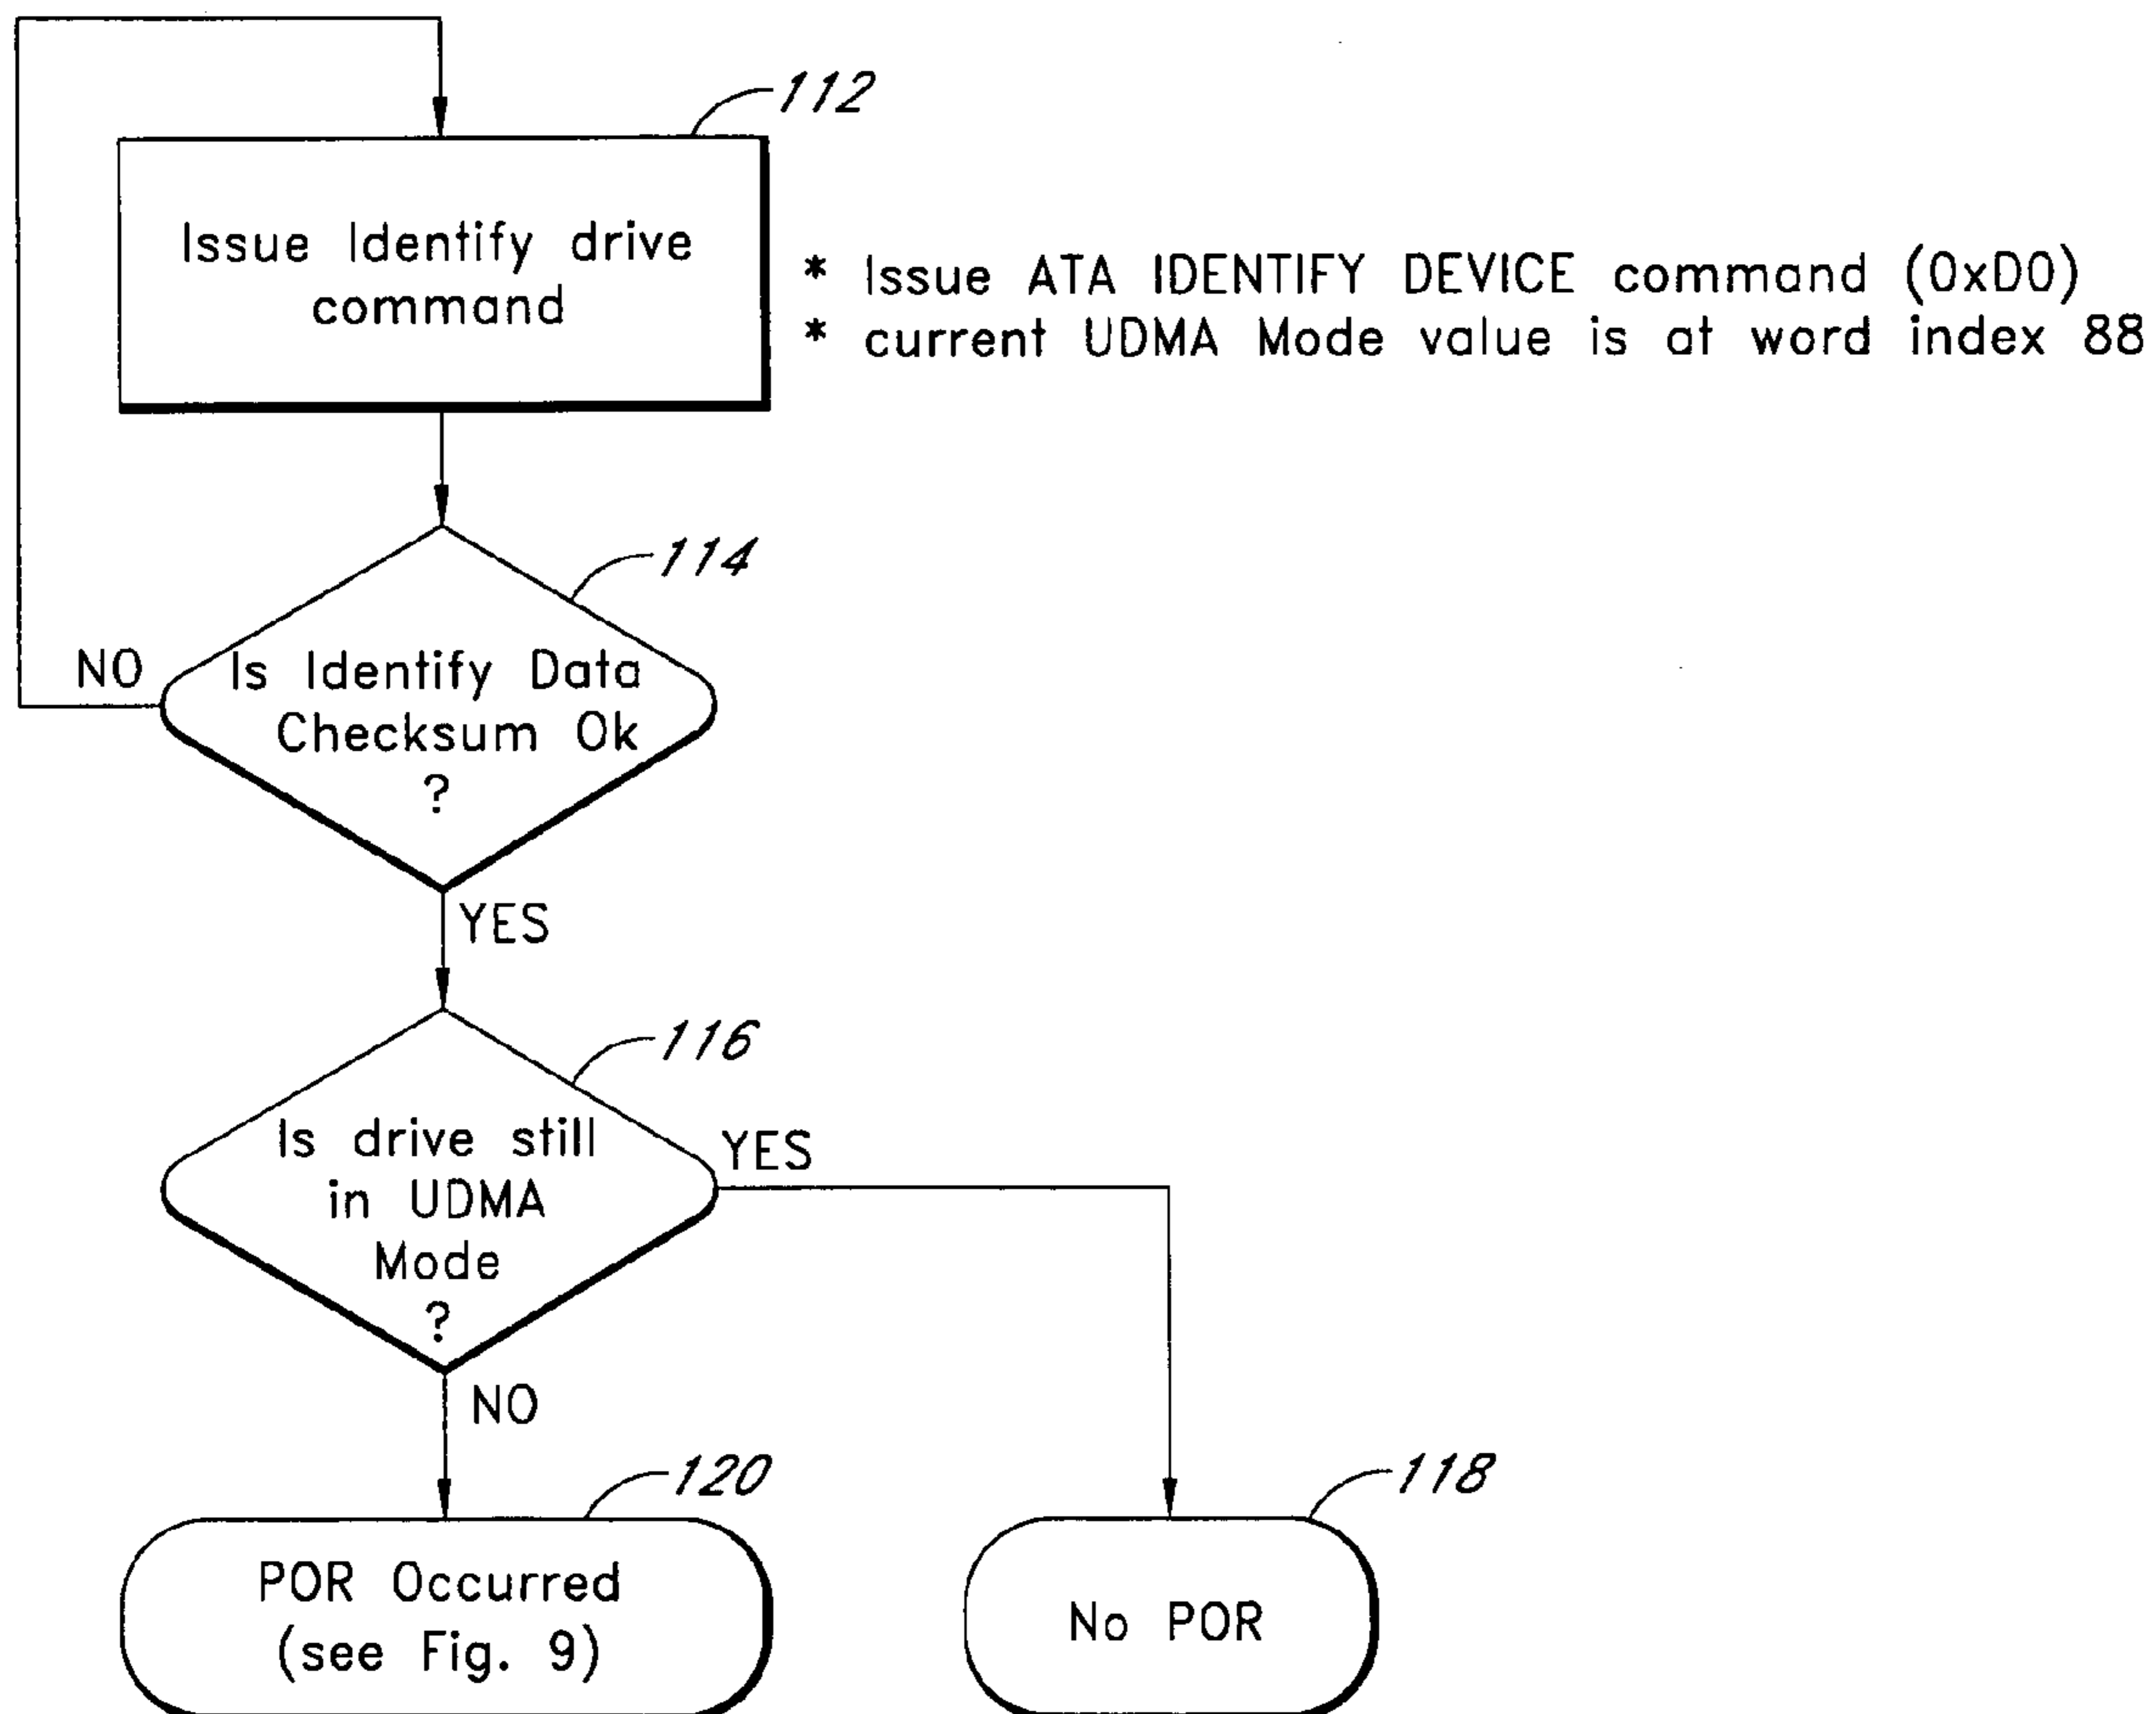 112
Issue Identify drive
command
* Issue ATA IDENTIFY DEVICE command (0xD0)
* current UDMA Mode value is at word index 88
114
NO
Is Identify Data
Checksum Ok
?
YES
116
Is drive still
in UDMA
Mode
?
YES
NO
120
POR Occurred
(see Fig. 9)
118
No POR